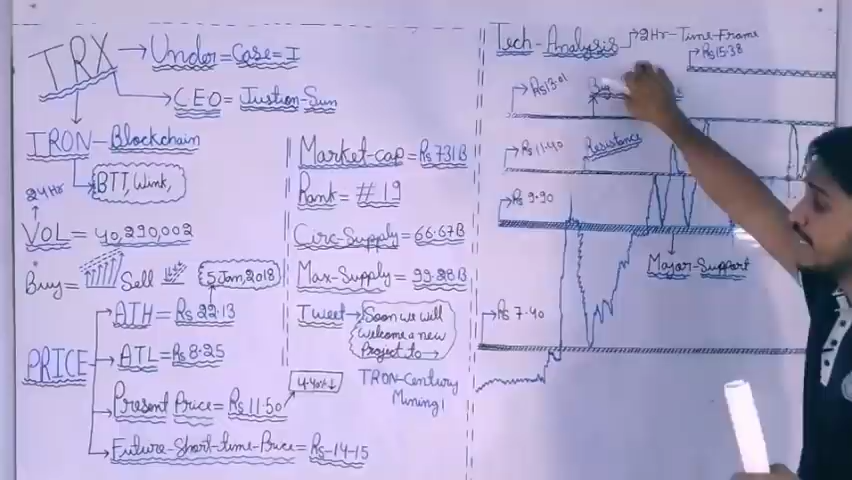 TRX → Under = Case = I
CEO = Justion-Sun
IRON - Blockchain
BTT, Wink,
24Hr
VOL = 40,290,002
Buy = Sell
5 Jan, 2018
PRICE
ATH = Rs 22.13
ATL = Rs 8.25
Present Price = Rs 11.50
4.40% ↓
Future-Short-time-Price = Rs-14-15
Market-cap = Rs 731B
Rank = #19
Circ-Supply = 66.67B
Max-Supply = 99.28B
Tweet → Soon we will
welcome a new
Project to →
TRON-Century
Mining!
Tech-Analysis → 2Hr-Time-Frame
Rs 15.38
Rs 13.01
Rs 11.40
Resistance
Rs 9.90
Major-Support
Rs 7.40